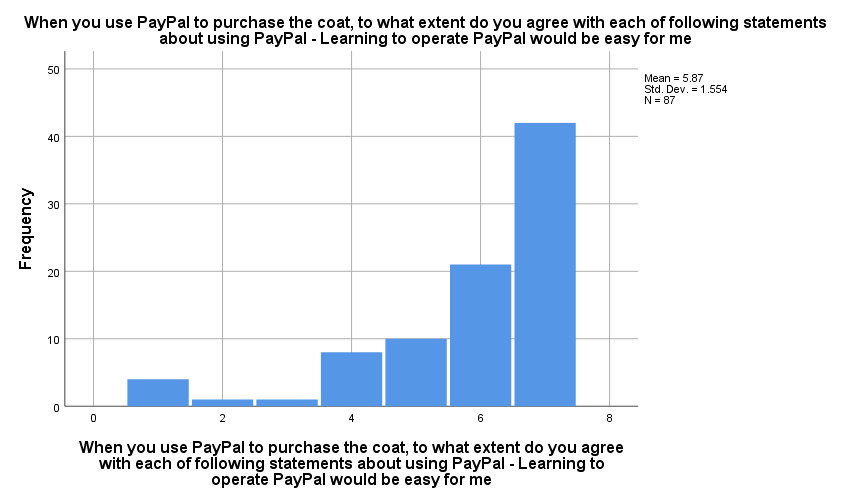 When you use PayPal to purchase the coat, to what extent do you agree with each of following statements
about using PayPal - Learning to operate PayPal would be easy for me
50
40
30
20
10
0
Frequency
Mean = 5.87
Std. Dev. = 1.554
N = 87
0 2 4 6 8
When you use PayPal to purchase the coat, to what extent do you agree
with each of following statements about using PayPal - Learning to
operate PayPal would be easy for me